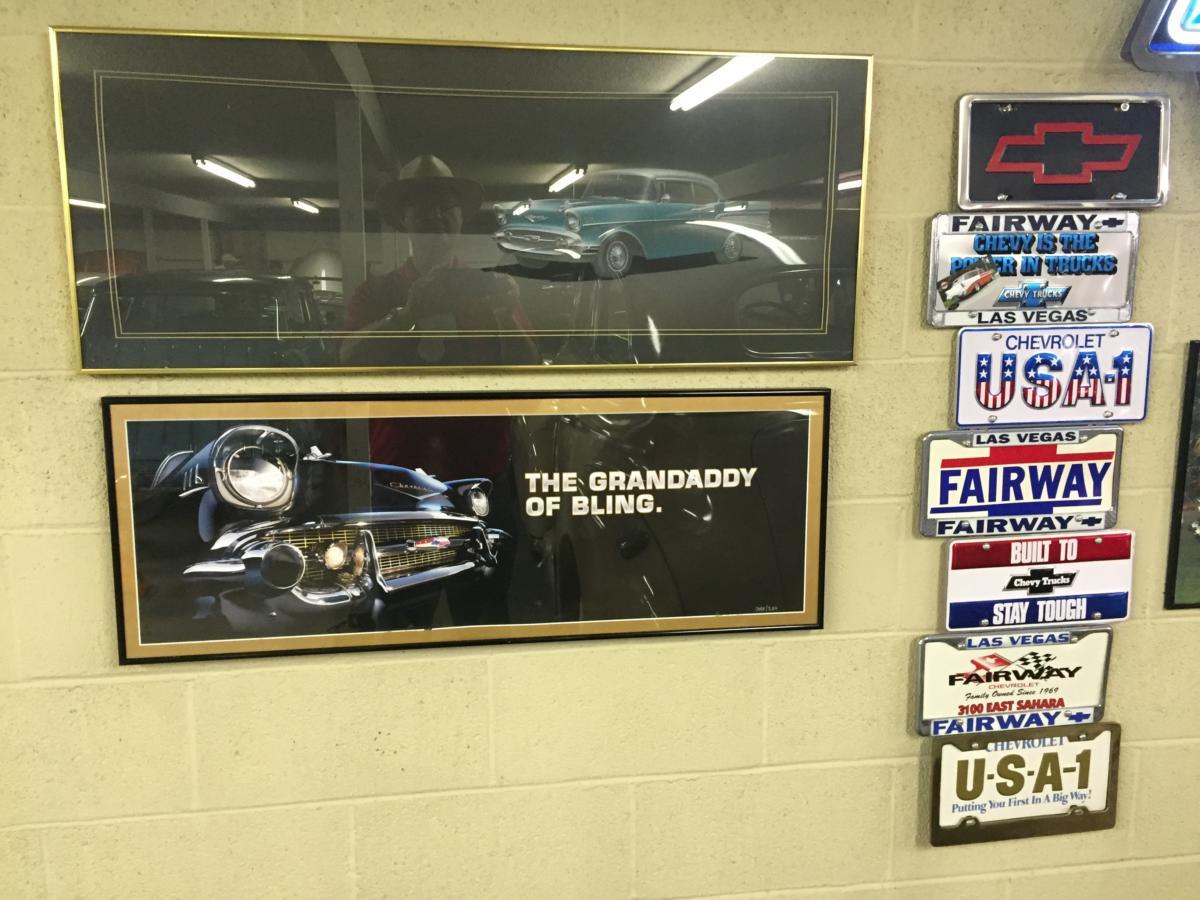 THE GRANDADDY
OF BLING.
FAIRWAY
CHEVY IS THE
POWER IN TRUCKS
CHEVY TRUCKS
LAS VEGAS
CHEVROLET
USA-1
LAS VEGAS
FAIRWAY
FAIRWAY
BUILT TO
Chevy Trucks
STAY TOUGH
LAS VEGAS
FAIRWAY
CHEVROLET
Family Owned Since 1969
3100 EAST SAHARA
FAIRWAY
CHEVROLET
U-S-A-1
Putting You First In A Big Way!